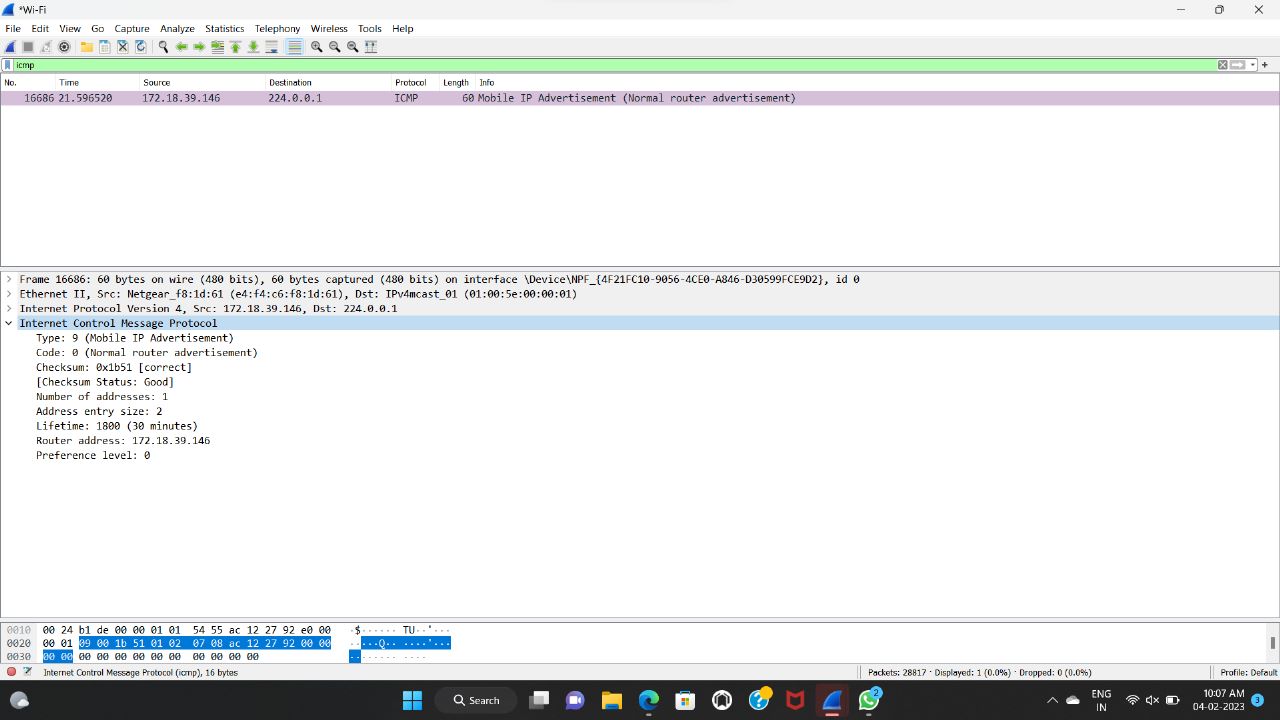 *Wi-Fi
File Edit View Go Capture Analyze Statistics Telephony Wireless Tools Help
icmp
No. Time Source Destination Protocol Length Info
16686 21.596520 172.18.39.146 224.0.0.1 ICMP 60 Mobile IP Advertisement (Normal router advertisement)
Frame 16686: 60 bytes on wire (480 bits), 60 bytes captured (480 bits) on interface \Device\NPF_{4F21FC10-9056-4CE0-A846-D30599FCE9D2}, id 0
Ethernet II, Src: Netgear_f8:1d:61 (e4:f4:c6:f8:1d:61), Dst: IPv4mcast_01 (01:00:5e:00:00:01)
Internet Protocol Version 4, Src: 172.18.39.146, Dst: 224.0.0.1
Internet Control Message Protocol
Type: 9 (Mobile IP Advertisement)
Code: 0 (Normal router advertisement)
Checksum: 0x1b51 [correct]
[Checksum Status: Good]
Number of addresses: 1
Address entry size: 2
Lifetime: 1800 (30 minutes)
Router address: 172.18.39.146
Preference level: 0
0010 00 24 b1 de 00 00 01 01 54 55 ac 12 27 92 e0 00 ·$······ TU··'···
0020 00 01 09 00 1b 51 01 02 07 08 ac 12 27 92 00 00 ·····Q·· ····'···
0030 00 00 00 00 00 00 00 00 00 00 00 00 ········ ····
Internet Control Message Protocol (icmp), 16 bytes
Packets: 28817 · Displayed: 1 (0.0%) · Dropped: 0 (0.0%)
Profile: Default
Search
2
ENG
IN
10:07 AM
04-02-2023
3